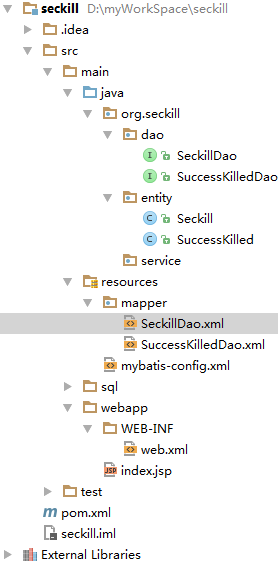 seckill D:\myWorkSpace\seckill
.idea
src
main
java
org.seckill
dao
SeckillDao
SuccessKilledDao
entity
Seckill
SuccessKilled
service
resources
mapper
SeckillDao.xml
SuccessKilledDao.xml
mybatis-config.xml
sql
webapp
WEB-INF
web.xml
index.jsp
test
pom.xml
seckill.iml
External Libraries